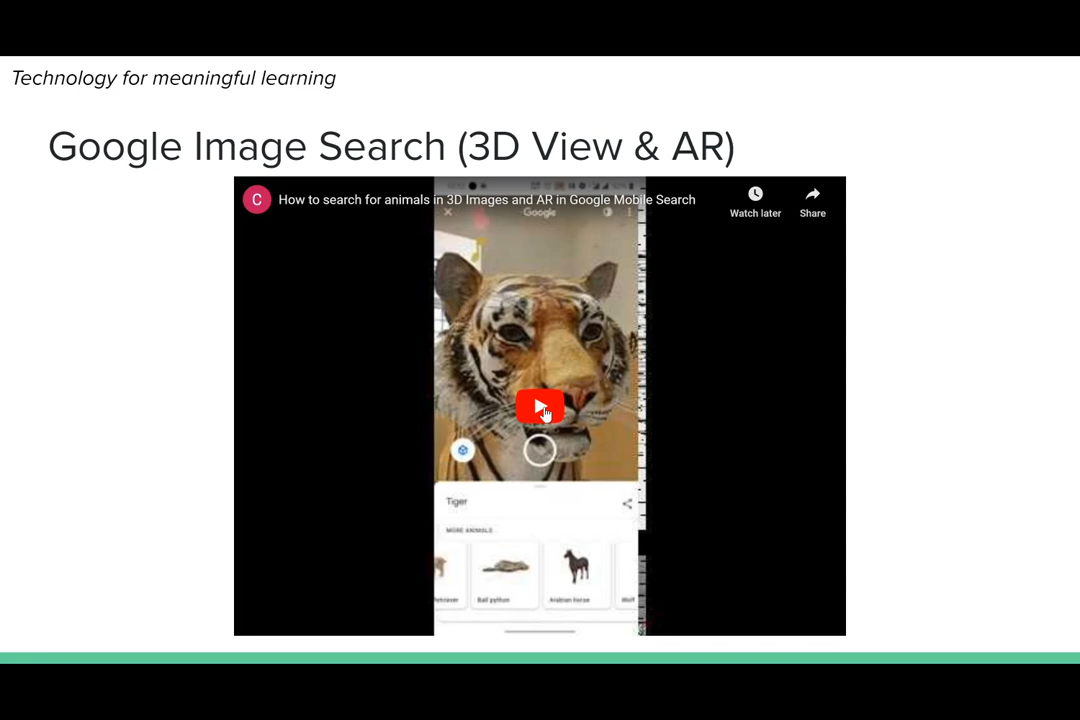 Technology for meaningful learning
Google Image Search (3D View & AR)
C
How to search for animals in 3D Images and AR in Google Mobile Search
Watch later
Share
Google
Tiger
MORE ANIMALS
Ball python
Arabian horse
Wolf